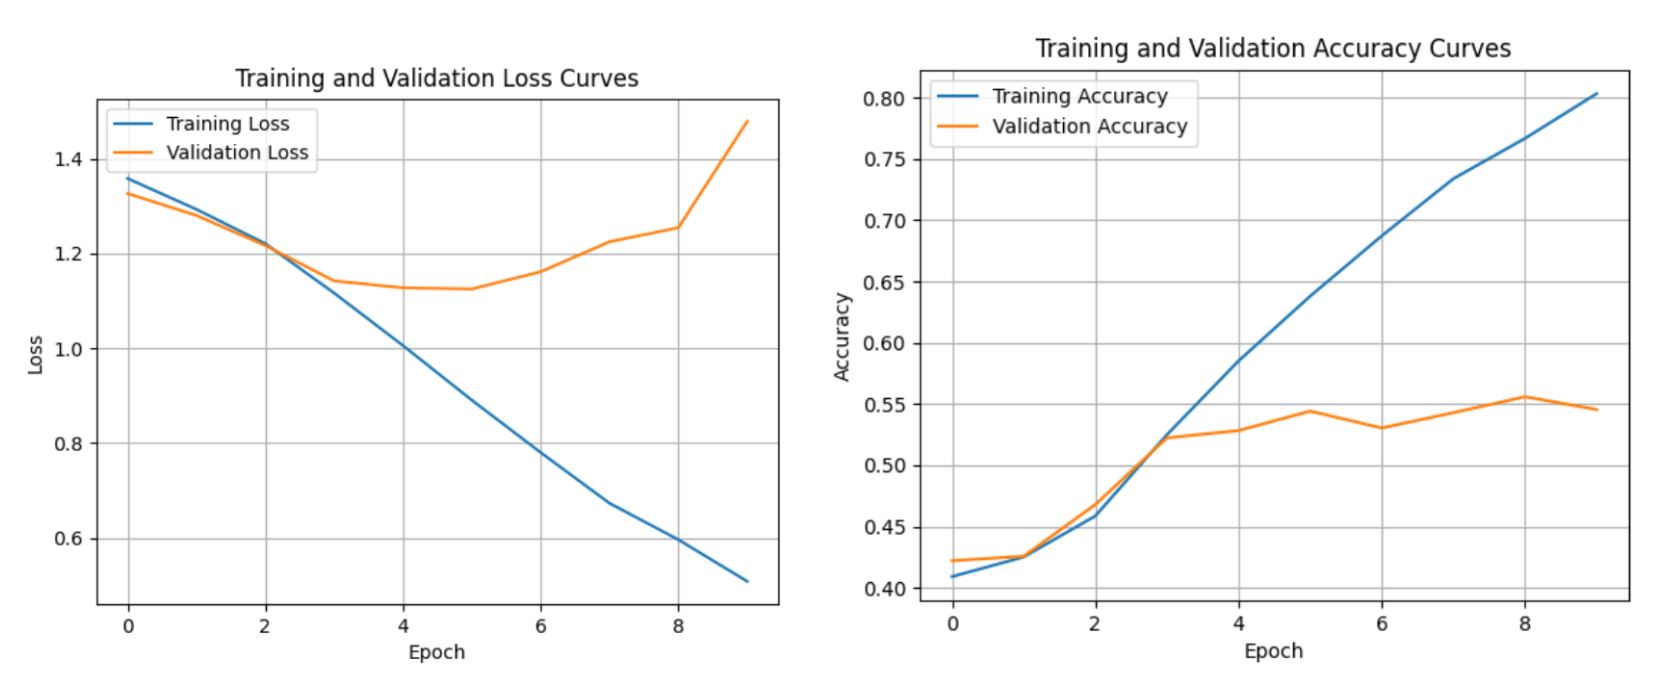 Training and Validation Loss Curves
Training Loss
Validation Loss
1.4
1.2
1.0
0.8
0.6
Loss
0 2 4 6 8
Epoch
Training and Validation Accuracy Curves
Training Accuracy
Validation Accuracy
0.80
0.75
0.70
0.65
0.60
0.55
0.50
0.45
0.40
Accuracy
0 2 4 6 8
Epoch